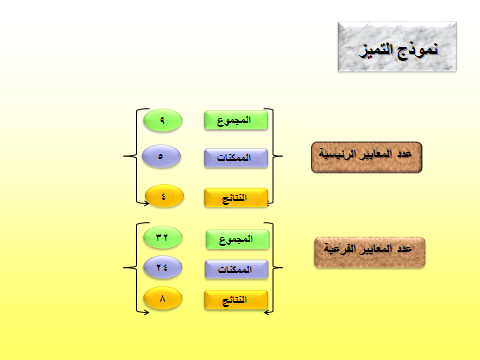 نموذج التميز
عدد المعايير الرئيسية
المجموع ٩
الممكنات ٥
النتائج ٤
عدد المعايير الفرعية
المجموع ٣٢
الممكنات ٢٤
النتائج ٨